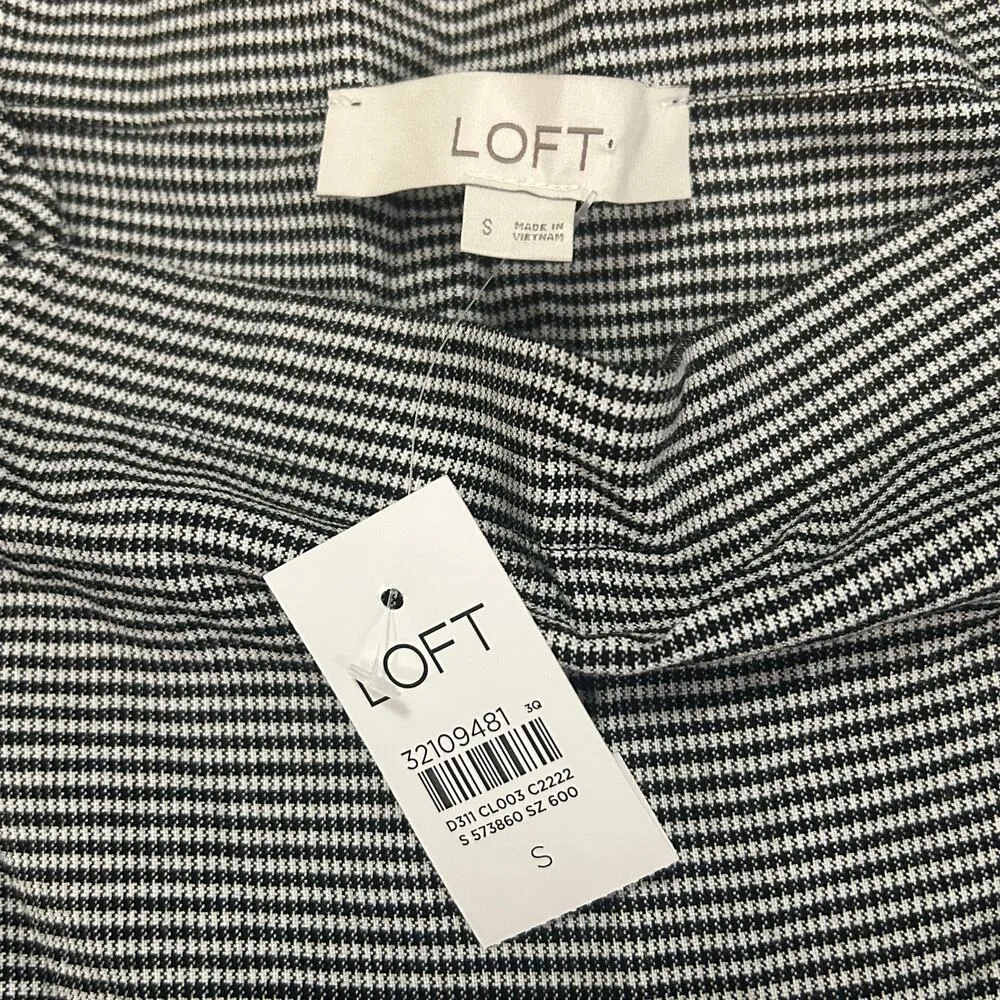 LOFT
S MADE IN
VIETNAM
LOFT
32109481 3Q
D311 CL003 C2222
S 573860 SZ 600
S